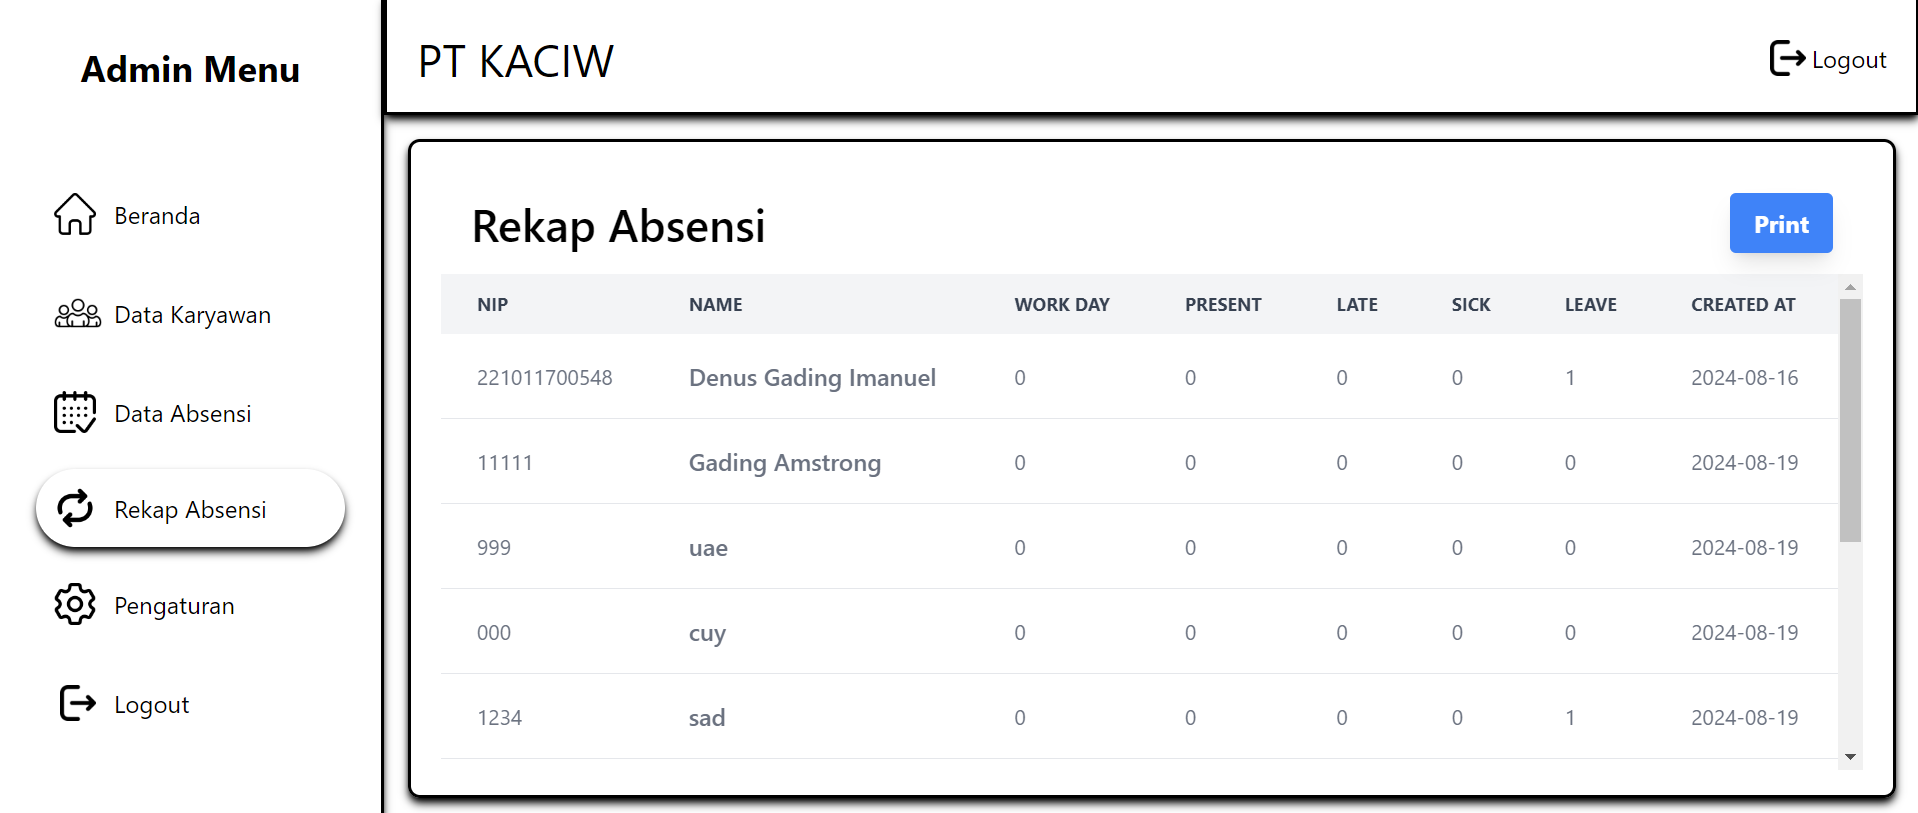 Admin Menu
Beranda
Data Karyawan
Data Absensi
Rekap Absensi
Pengaturan
Logout
PT KACIW
Logout
Rekap Absensi
Print
NIP NAME WORK DAY PRESENT LATE SICK LEAVE CREATED AT
221011700548 Denus Gading Imanuel 0 0 0 0 1 2024-08-16
11111 Gading Amstrong 0 0 0 0 0 2024-08-19
999 uae 0 0 0 0 0 2024-08-19
000 cuy 0 0 0 0 0 2024-08-19
1234 sad 0 0 0 0 1 2024-08-19